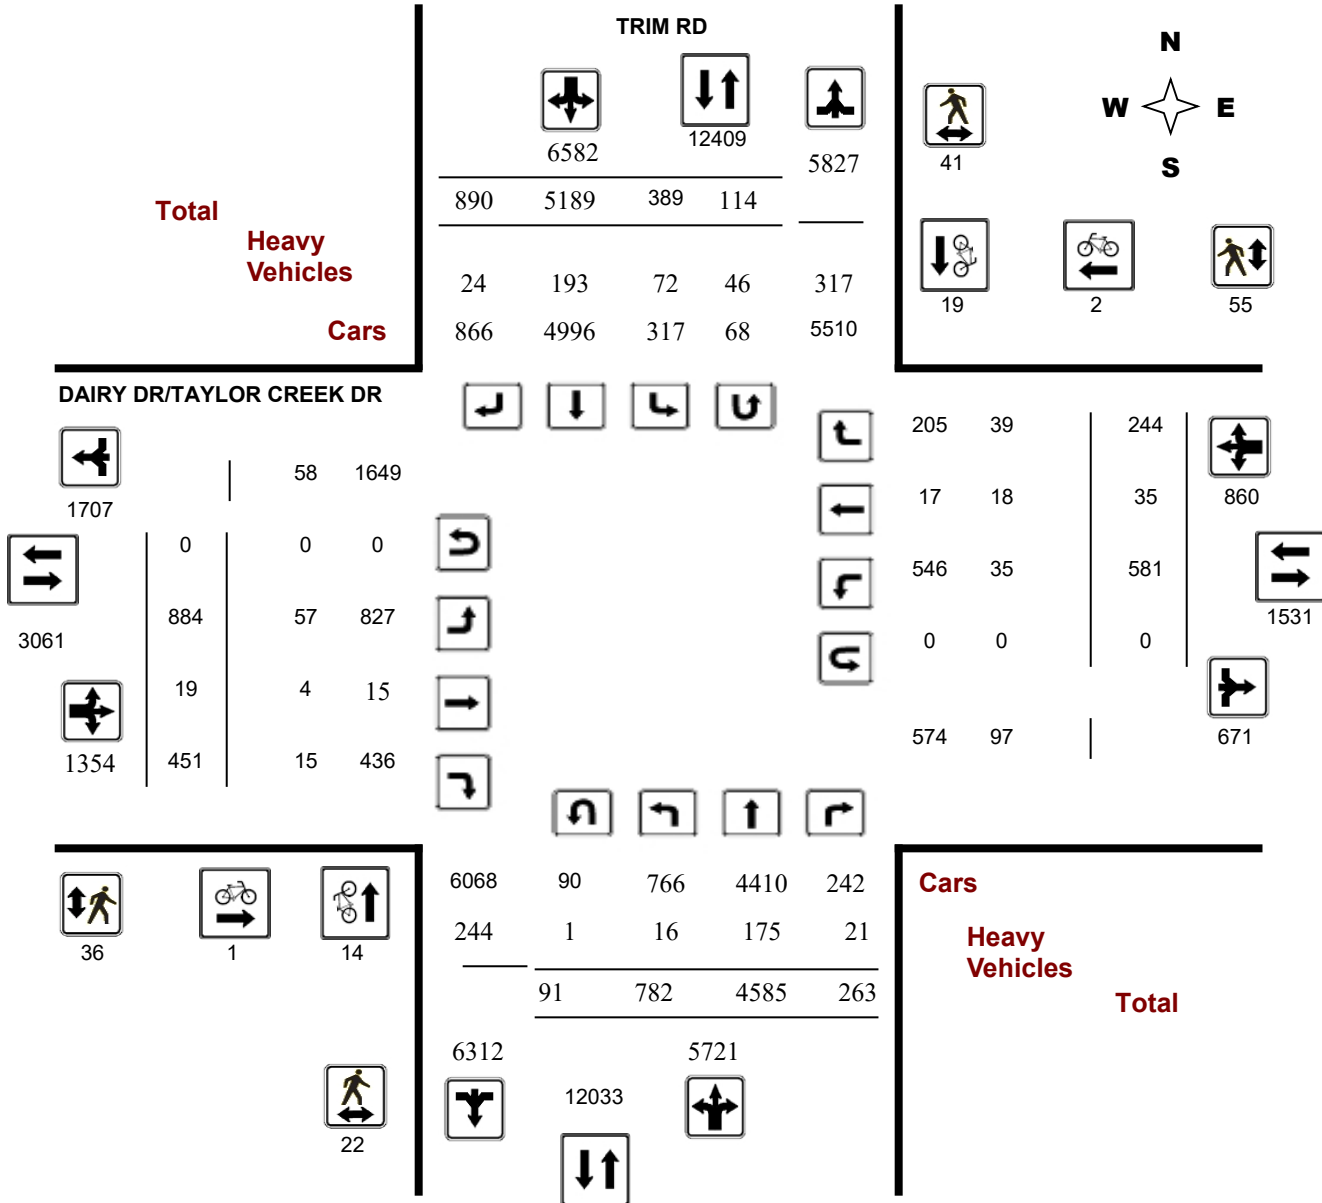 TRIM RD
N
W E
S
6582 12409 5827 41
890 5189 389 114
Total
Heavy
Vehicles
24 193 72 46 317
19 2 55
Cars
866 4996 317 68 5510
DAIRY DR/TAYLOR CREEK DR
205 39 244
58 1649
1707
17 18 35 860
0 0 0
546 35 581
884 57 827
1531
3061
0 0 0
19 4 15
574 97 671
1354 451 15 436
6068 90 766 4410 242
Cars
244 1 16 175 21
Heavy
Vehicles
36 1 14
91 782 4585 263
Total
6312 5721
12033
22